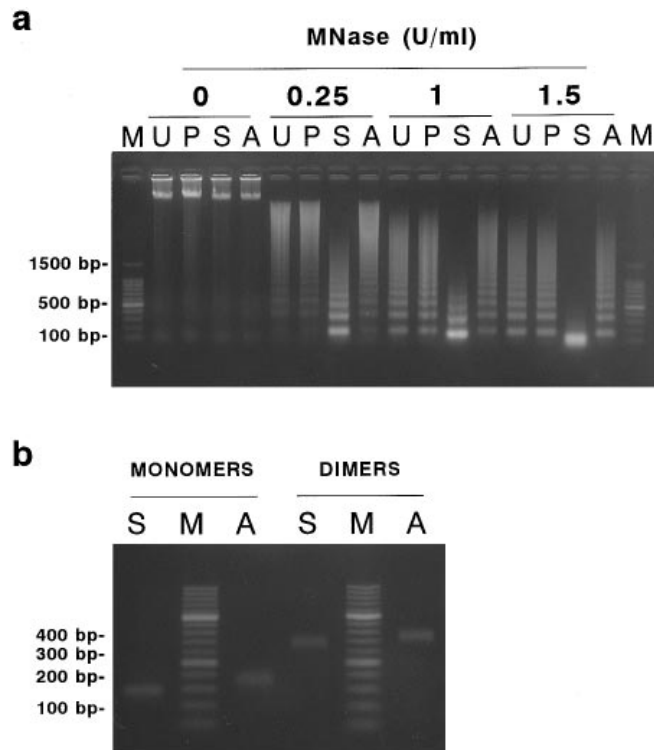 a
MNase (U/ml)
0 0.25 1 1.5
M U P S A U P S A U P S A U P S A M
1500 bp-
500 bp-
100 bp-
b
MONOMERS DIMERS
S M A S M A
400 bp-
300 bp-
200 bp-
100 bp-